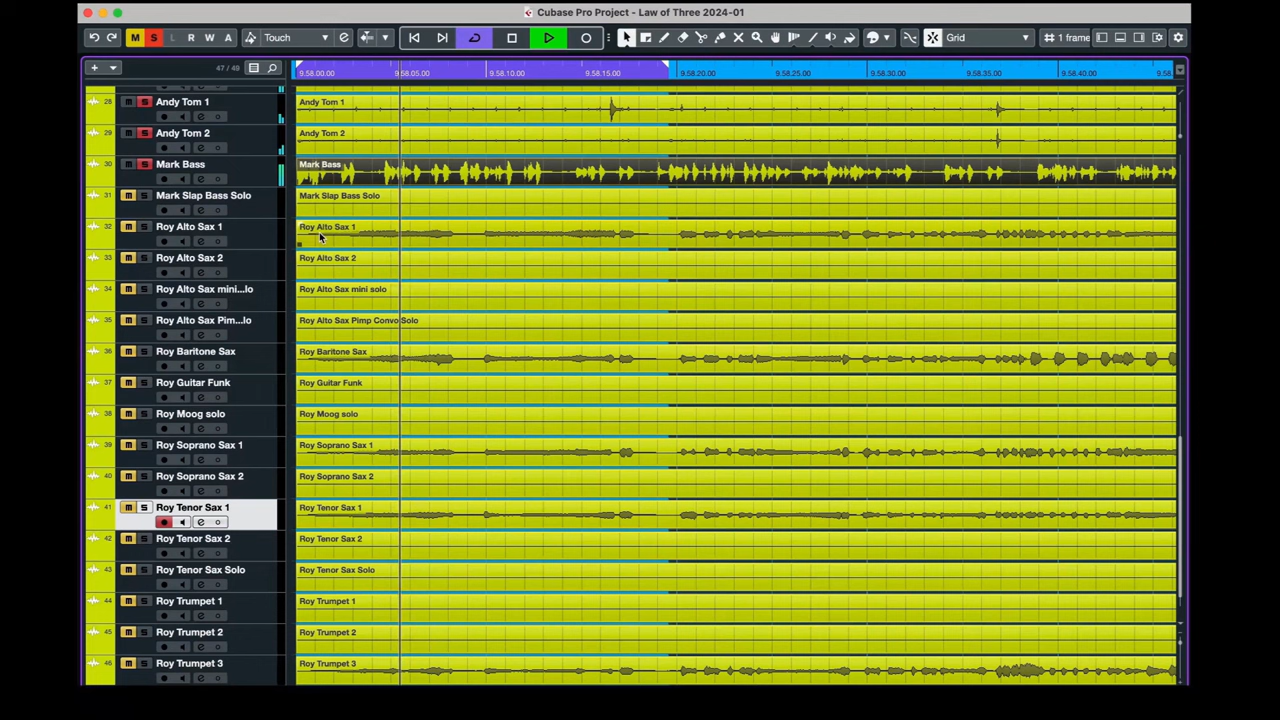 Cubase Pro Project - Law of Three 2024-01
M S L R W A Touch Grid 1 frame
47 / 49 9.58.00.00 9.58.05.00 9.58.10.00 9.58.15.00 9.58.20.00 9.58.25.00 9.58.30.00 9.58.35.00 9.58.40.00 9.58.
28 M S Andy Tom 1 Andy Tom 1
29 M S Andy Tom 2 Andy Tom 2
30 M S Mark Bass Mark Bass
31 M S Mark Slap Bass Solo Mark Slap Bass Solo
32 M S Roy Alto Sax 1 Roy Alto Sax 1
33 M S Roy Alto Sax 2 Roy Alto Sax 2
34 M S Roy Alto Sax mini...lo Roy Alto Sax mini solo
35 M S Roy Alto Sax Pim...lo Roy Alto Sax Pimp Convo Solo
36 M S Roy Baritone Sax Roy Baritone Sax
37 M S Roy Guitar Funk Roy Guitar Funk
38 M S Roy Moog solo Roy Moog solo
39 M S Roy Soprano Sax 1 Roy Soprano Sax 1
40 M S Roy Soprano Sax 2 Roy Soprano Sax 2
41 M S Roy Tenor Sax 1 Roy Tenor Sax 1
42 M S Roy Tenor Sax 2 Roy Tenor Sax 2
43 M S Roy Tenor Sax Solo Roy Tenor Sax Solo
44 M S Roy Trumpet 1 Roy Trumpet 1
45 M S Roy Trumpet 2 Roy Trumpet 2
46 M S Roy Trumpet 3 Roy Trumpet 3